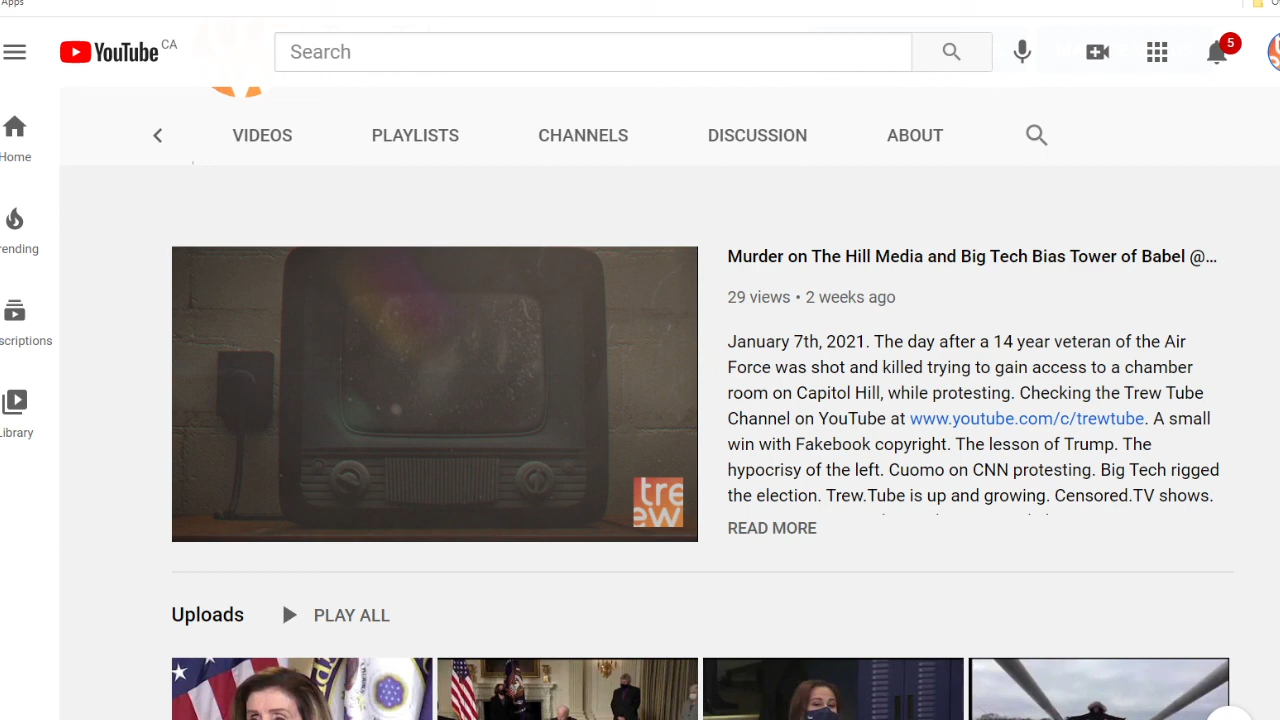 Apps
YouTube CA
Search
5
VIDEOS PLAYLISTS CHANNELS DISCUSSION ABOUT
Home
rending
scriptions
Library
Murder on The Hill Media and Big Tech Bias Tower of Babel @...
29 views • 2 weeks ago
January 7th, 2021. The day after a 14 year veteran of the Air
Force was shot and killed trying to gain access to a chamber
room on Capitol Hill, while protesting. Checking the Trew Tube
Channel on YouTube at www.youtube.com/c/trewtube. A small
win with Fakebook copyright. The lesson of Trump. The
hypocrisy of the left. Cuomo on CNN protesting. Big Tech rigged
the election. Trew.Tube is up and growing. Censored.TV shows.
READ MORE
tre
ew
Uploads PLAY ALL